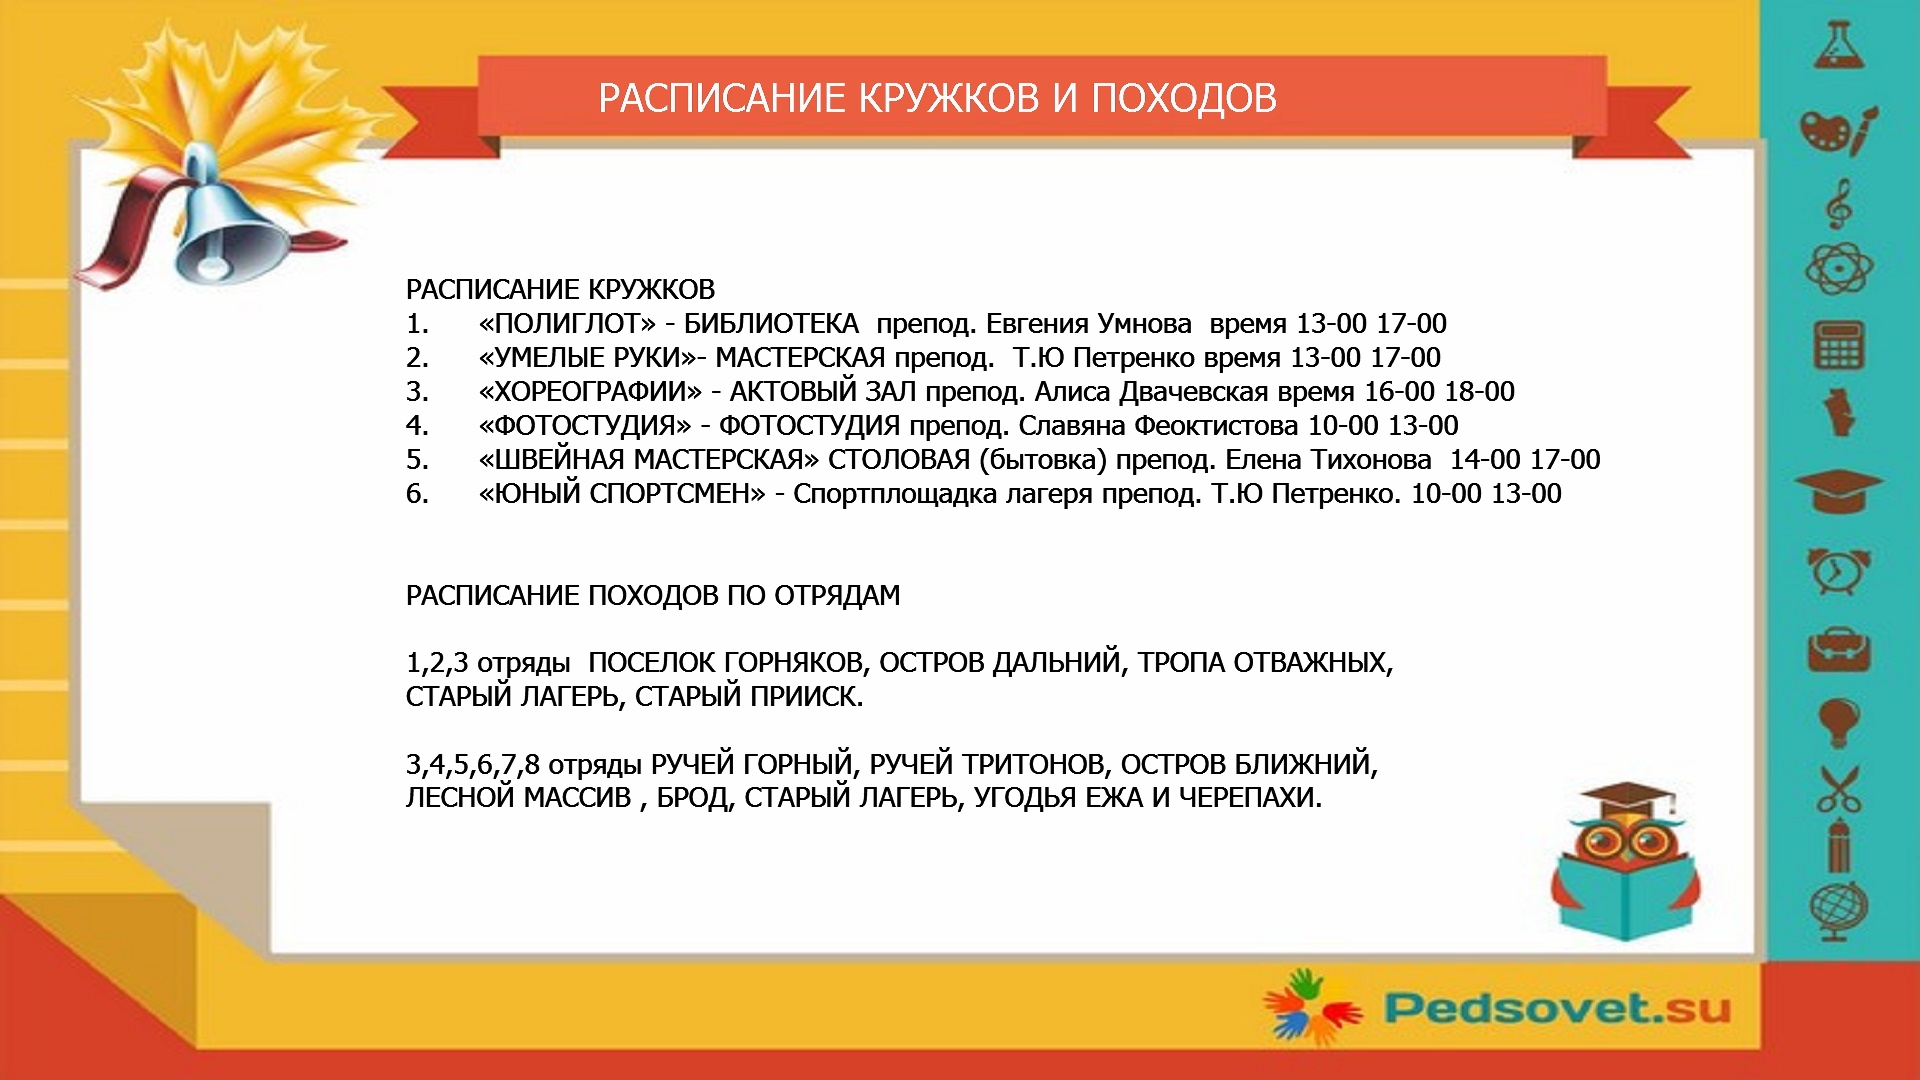 РАСПИСАНИЕ КРУЖКОВ И ПОХОДОВ
РАСПИСАНИЕ КРУЖКОВ
1. «ПОЛИГЛОТ» - БИБЛИОТЕКА препод. Евгения Умнова время 13-00 17-00
2. «УМЕЛЫЕ РУКИ»- МАСТЕРСКАЯ препод. Т.Ю Петренко время 13-00 17-00
3. «ХОРЕОГРАФИИ» - АКТОВЫЙ ЗАЛ препод. Алиса Двачевская время 16-00 18-00
4. «ФОТОСТУДИЯ» - ФОТОСТУДИЯ препод. Славяна Феоктистова 10-00 13-00
5. «ШВЕЙНАЯ МАСТЕРСКАЯ» СТОЛОВАЯ (бытовка) препод. Елена Тихонова 14-00 17-00
6. «ЮНЫЙ СПОРТСМЕН» - Спортплощадка лагеря препод. Т.Ю Петренко. 10-00 13-00
РАСПИСАНИЕ ПОХОДОВ ПО ОТРЯДАМ
1,2,3 отряды ПОСЕЛОК ГОРНЯКОВ, ОСТРОВ ДАЛЬНИЙ, ТРОПА ОТВАЖНЫХ,
СТАРЫЙ ЛАГЕРЬ, СТАРЫЙ ПРИИСК.
3,4,5,6,7,8 отряды РУЧЕЙ ГОРНЫЙ, РУЧЕЙ ТРИТОНОВ, ОСТРОВ БЛИЖНИЙ,
ЛЕСНОЙ МАССИВ , БРОД, СТАРЫЙ ЛАГЕРЬ, УГОДЬЯ ЕЖА И ЧЕРЕПАХИ.
Pedsovet.su